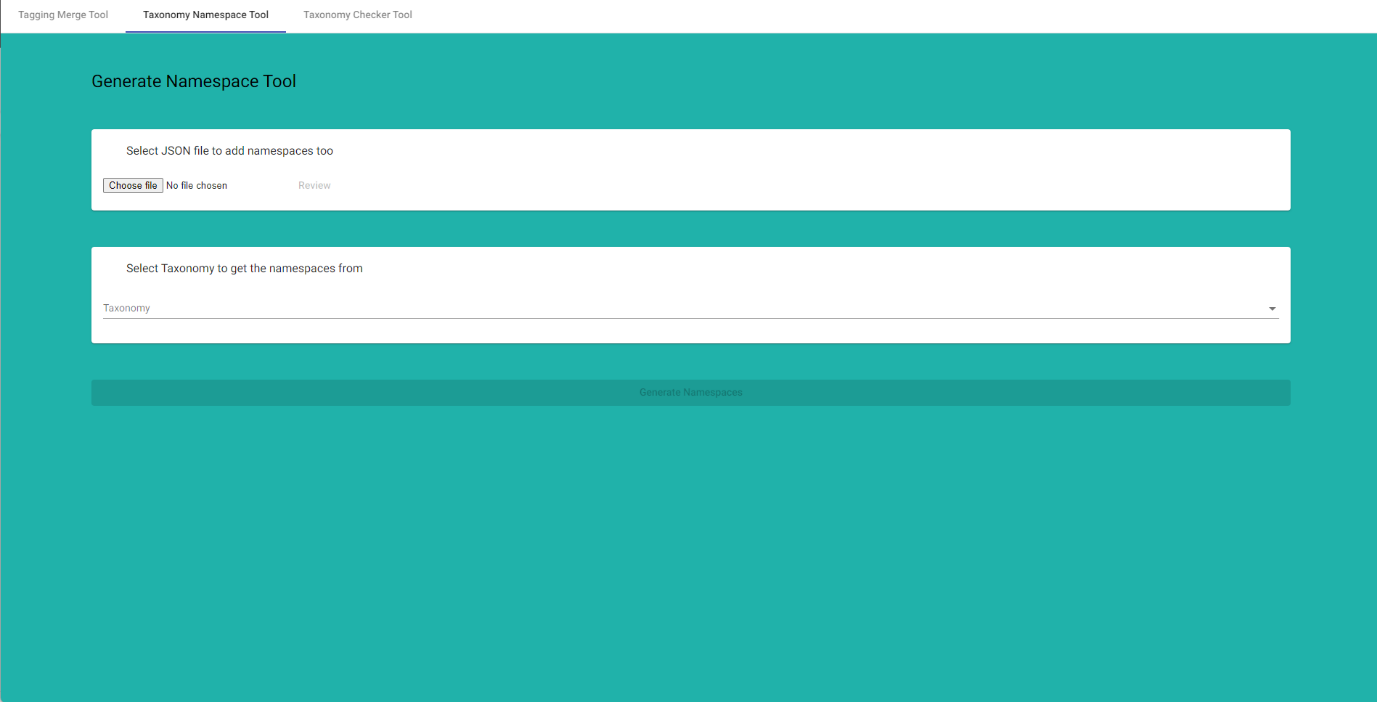 Tagging Merge Tool Taxonomy Namespace Tool Taxonomy Checker Tool
Generate Namespace Tool
Select JSON file to add namespaces too
Choose file No file chosen Review
Select Taxonomy to get the namespaces from
Taxonomy
Generate Namespaces